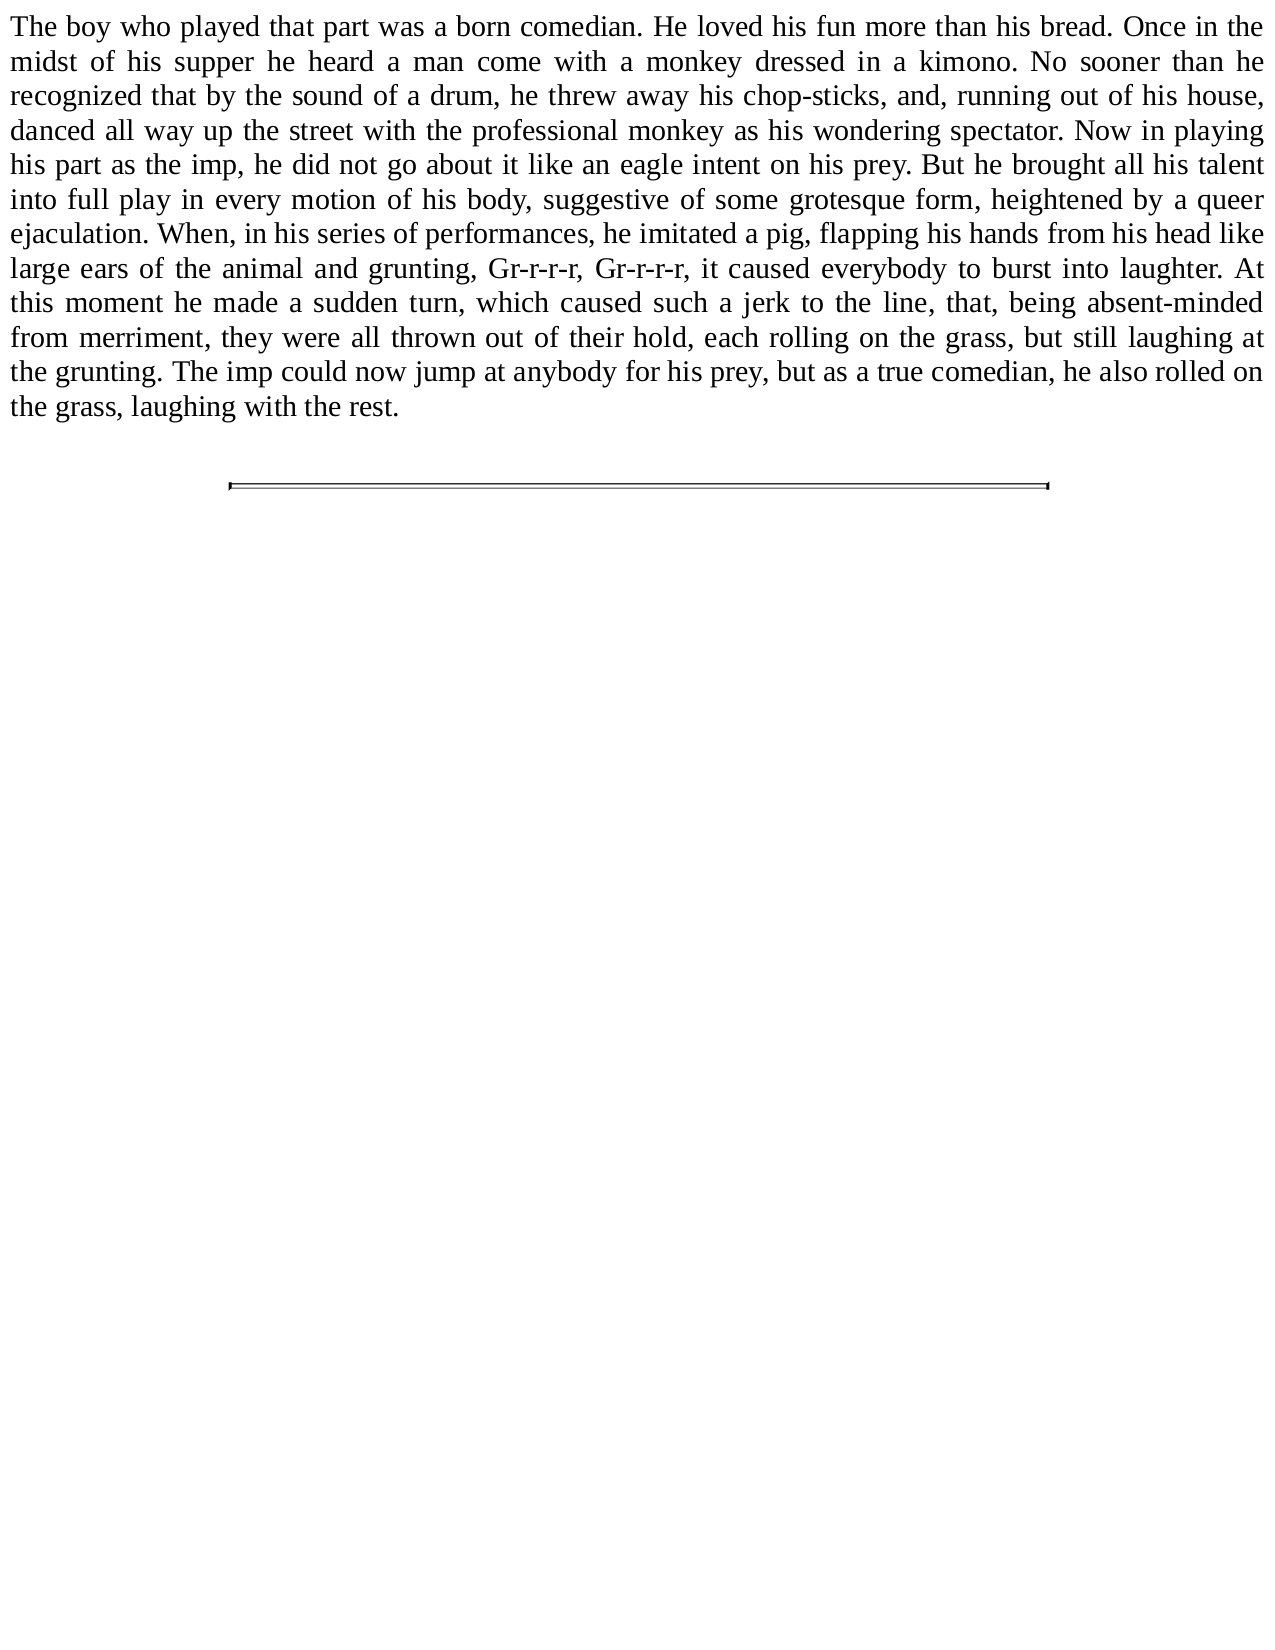 The boy who played that part was a born comedian. He loved his fun more than his bread. Once in the
midst of his supper he heard a man come with a monkey dressed in a kimono. No sooner than he
recognized that by the sound of a drum, he threw away his chop-sticks, and, running out of his house,
danced all way up the street with the professional monkey as his wondering spectator. Now in playing
his part as the imp, he did not go about it like an eagle intent on his prey. But he brought all his talent
into full play in every motion of his body, suggestive of some grotesque form, heightened by a queer
ejaculation. When, in his series of performances, he imitated a pig, flapping his hands from his head like
large ears of the animal and grunting, Gr-r-r-r, Gr-r-r-r, it caused everybody to burst into laughter. At
this moment he made a sudden turn, which caused such a jerk to the line, that, being absent-minded
from merriment, they were all thrown out of their hold, each rolling on the grass, but still laughing at
the grunting. The imp could now jump at anybody for his prey, but as a true comedian, he also rolled on
the grass, laughing with the rest.